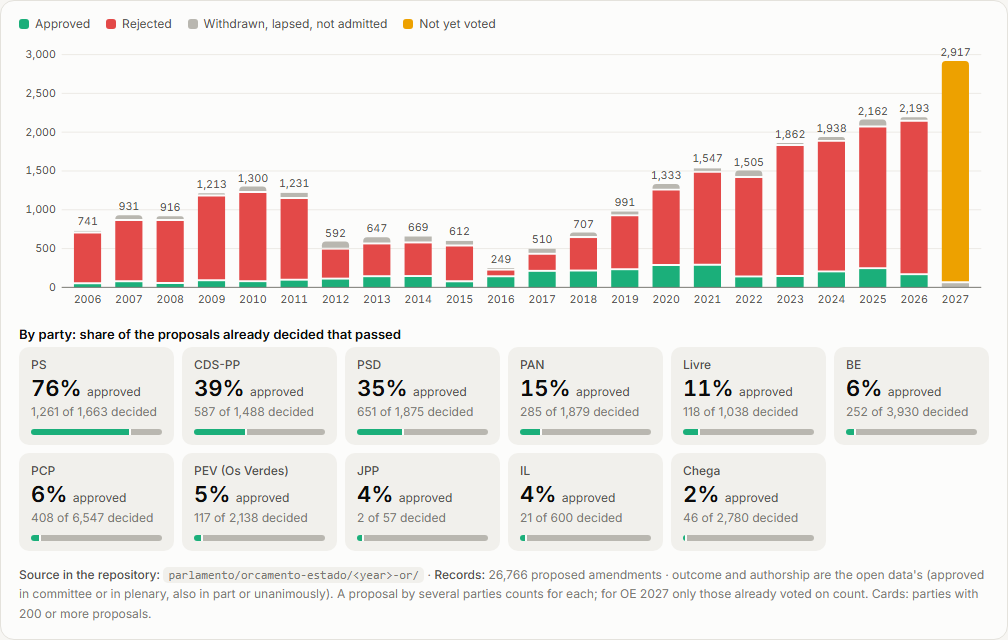 Approved Rejected Withdrawn, lapsed, not admitted Not yet voted
3,000
2,500
2,000
1,500
1,000
500
0
741
931
916
1,213
1,300
1,231
592
647
669
612
249
510
707
991
1,333
1,547
1,505
1,862
1,938
2,162
2,193
2,917
2006 2007 2008 2009 2010 2011 2012 2013 2014 2015 2016 2017 2018 2019 2020 2021 2022 2023 2024 2025 2026 2027
By party: share of the proposals already decided that passed
PS
76% approved
1,261 of 1,663 decided
CDS-PP
39% approved
587 of 1,488 decided
PSD
35% approved
651 of 1,875 decided
PAN
15% approved
285 of 1,879 decided
Livre
11% approved
118 of 1,038 decided
BE
6% approved
252 of 3,930 decided
PCP
6% approved
408 of 6,547 decided
PEV (Os Verdes)
5% approved
117 of 2,138 decided
JPP
4% approved
2 of 57 decided
IL
4% approved
21 of 600 decided
Chega
2% approved
46 of 2,780 decided
Source in the repository: parlamento/orcamento-estado/<year>-or/ · Records: 26,766 proposed amendments · outcome and authorship are the open data's (approved
in committee or in plenary, also in part or unanimously). A proposal by several parties counts for each; for OE 2027 only those already voted on count. Cards: parties with
200 or more proposals.